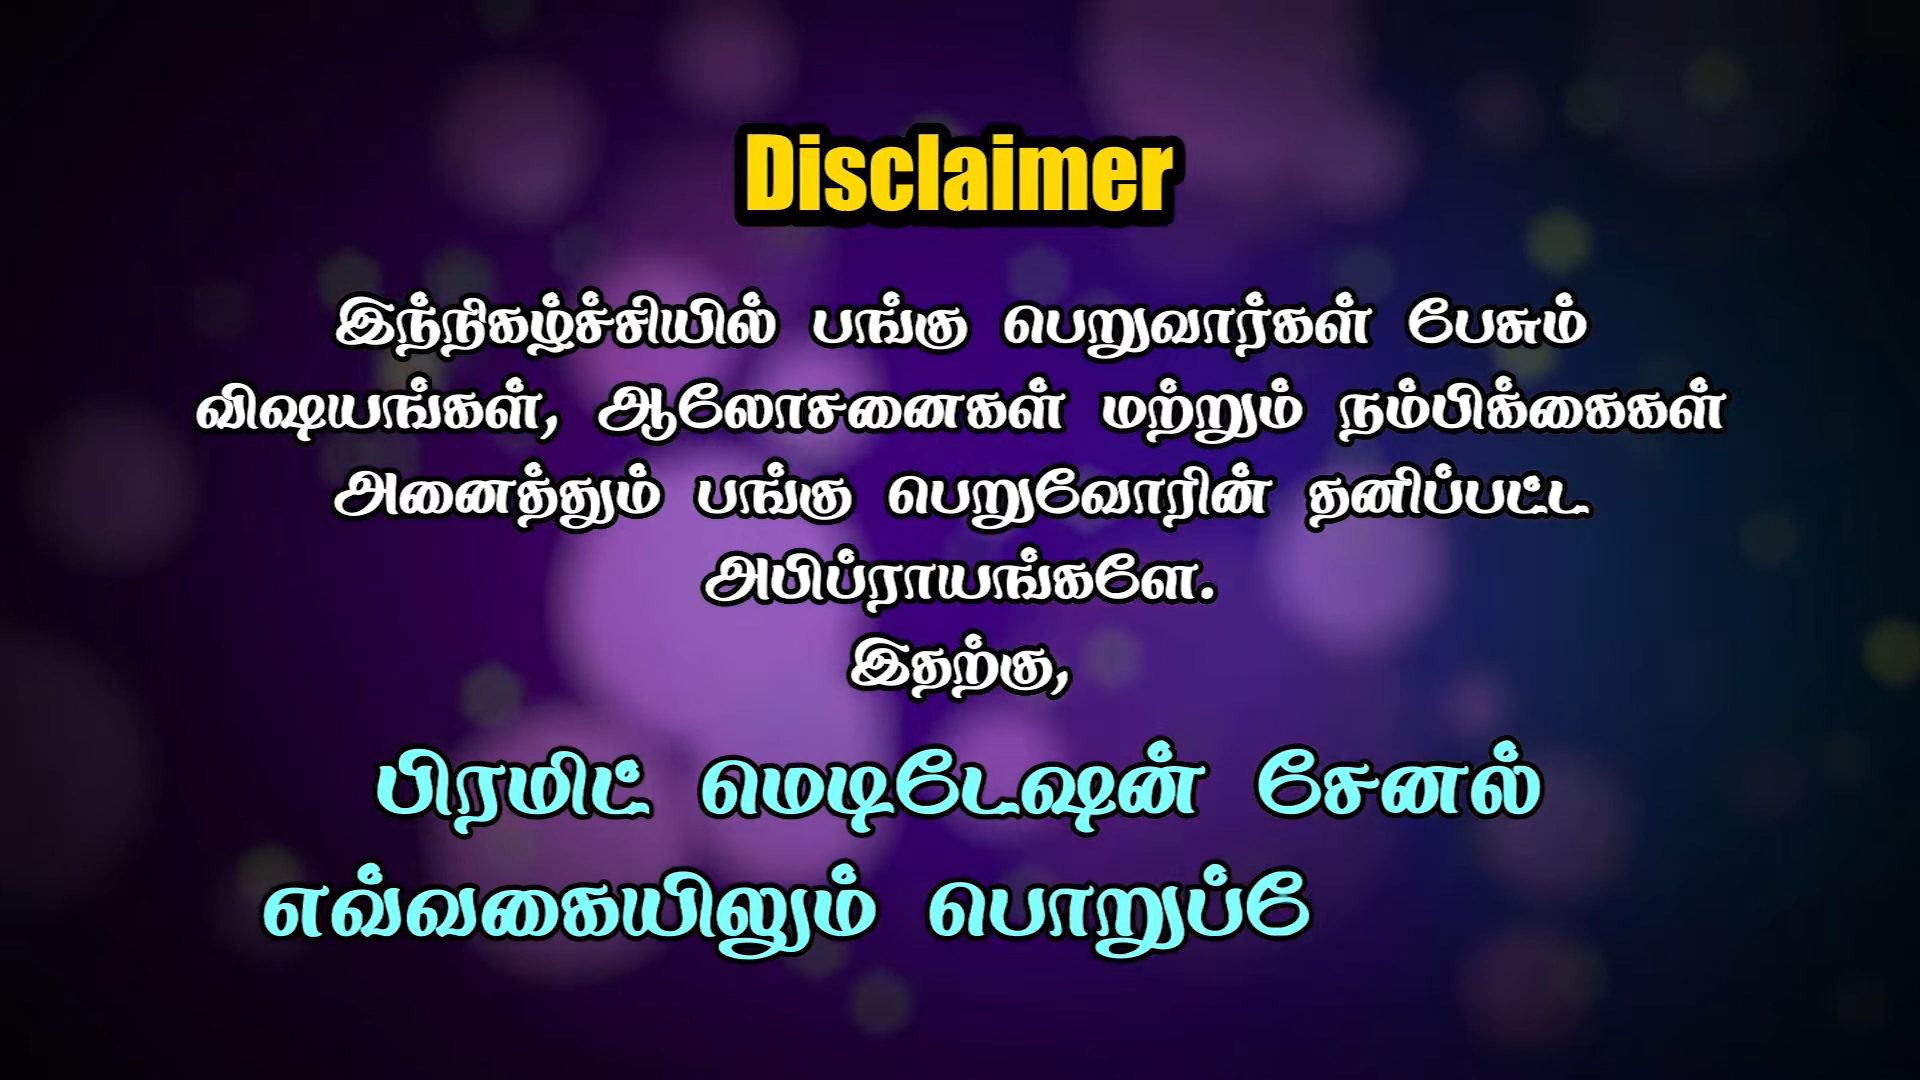 Disclaimer
இந்நிகழ்ச்சியில் பங்கு பெறுவார்கள் பேசும்
விஷயங்கள், ஆலோசனைகள் மற்றும் நம்பிக்கைகள்
அனைத்தும் பங்கு பெறுவோரின் தனிப்பட்ட
அபிப்ராயங்களே.
இதற்கு,
பிரமிட் மெடிடேஷன் சேனல்
எவ்வகையிலும் பொறுப்பே